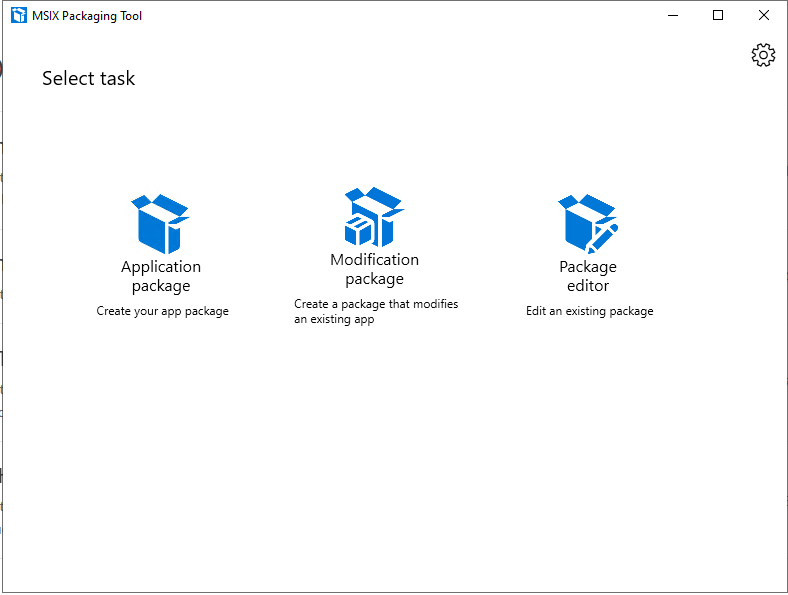 MSIX Packaging Tool
Select task
Application
package
Create your app package
Modification
package
Create a package that modifies
an existing app
Package
editor
Edit an existing package